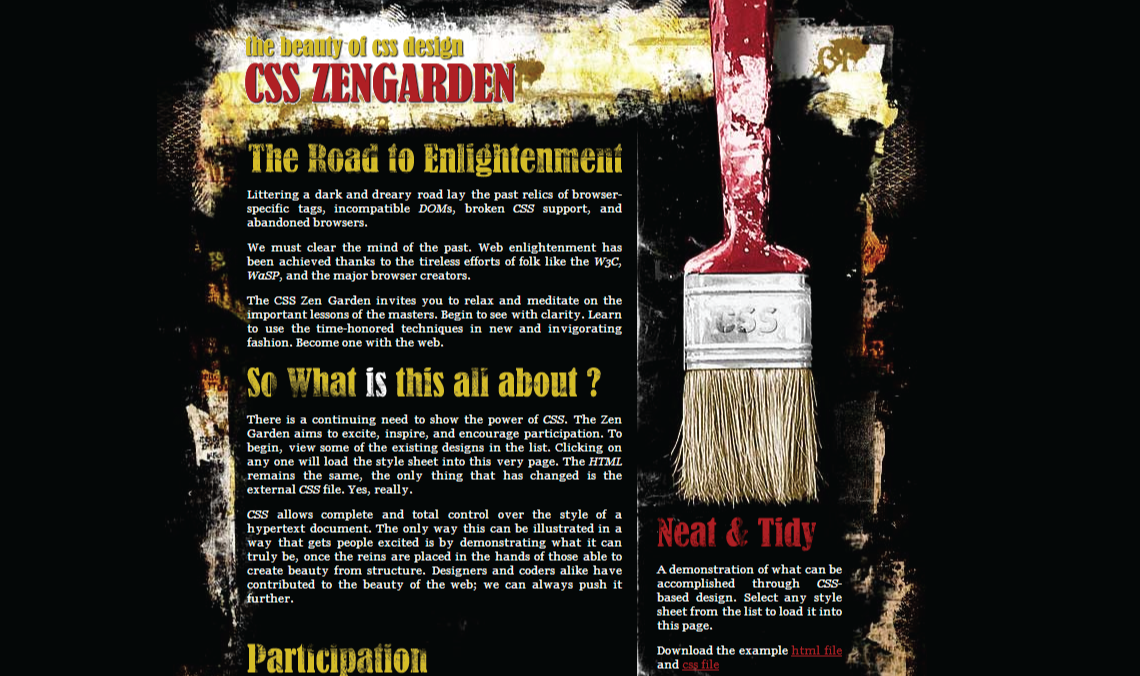 the beauty of css design
CSS ZENGARDEN
The Road to Enlightenment
Littering a dark and dreary road lay the past relics of browser-
specific tags, incompatible DOMs, broken CSS support, and
abandoned browsers.
We must clear the mind of the past. Web enlightenment has
been achieved thanks to the tireless efforts of folk like the W3C,
WaSP, and the major browser creators.
The CSS Zen Garden invites you to relax and meditate on the
important lessons of the masters. Begin to see with clarity. Learn
to use the time-honored techniques in new and invigorating
fashion. Become one with the web.
So What is this all about ?
There is a continuing need to show the power of CSS. The Zen
Garden aims to excite, inspire, and encourage participation. To
begin, view some of the existing designs in the list. Clicking on
any one will load the style sheet into this very page. The HTML
remains the same, the only thing that has changed is the
external CSS file. Yes, really.
CSS allows complete and total control over the style of a
hypertext document. The only way this can be illustrated in a
way that gets people excited is by demonstrating what it can
truly be, once the reins are placed in the hands of those able to
create beauty from structure. Designers and coders alike have
contributed to the beauty of the web; we can always push it
further.
Participation
CSS
Neat & Tidy
A demonstration of what can be
accomplished through CSS-
based design. Select any style
sheet from the list to load it into
this page.
Download the example html file
and css file